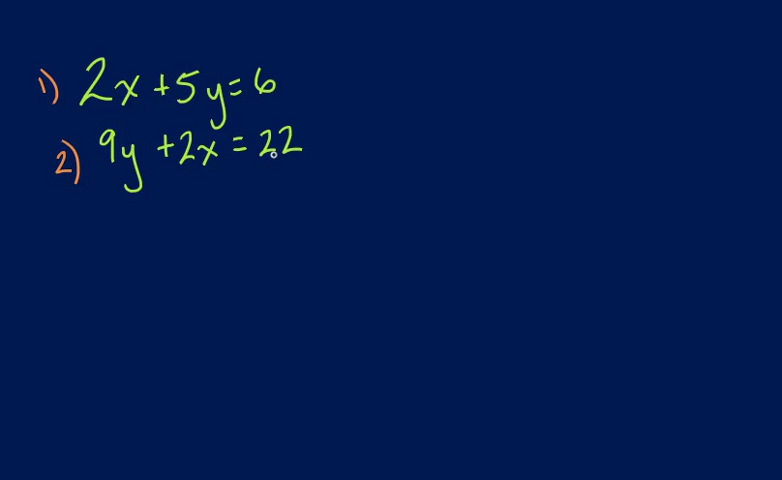 1) 2x + 5y = 6
2) 9y + 2x = 22